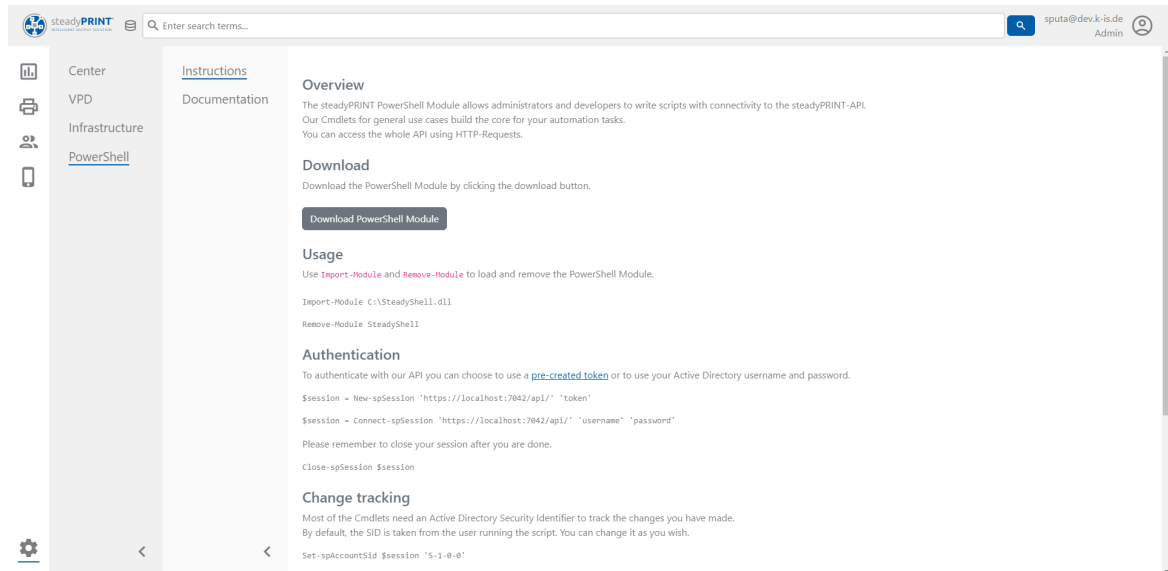 steadyPRINT
INTELLIGENT OUTPUT SOLUTION
Enter search terms...
sputa@dev.k-is.de
Admin
Center
VPD
Infrastructure
PowerShell
Instructions
Documentation
Overview
The steadyPRINT PowerShell Module allows administrators and developers to write scripts with connectivity to the steadyPRINT-API.
Our Cmdlets for general use cases build the core for your automation tasks.
You can access the whole API using HTTP-Requests.
Download
Download the PowerShell Module by clicking the download button.
Download PowerShell Module
Usage
Use Import-Module and Remove-Module to load and remove the PowerShell Module.
Import-Module C:\SteadyShell.dll
Remove-Module SteadyShell
Authentication
To authenticate with our API you can choose to use a pre-created token or to use your Active Directory username and password.
$session = New-spSession 'https://localhost:7042/api/' 'token'
$session = Connect-spSession 'https://localhost:7042/api/' 'username' 'password'
Please remember to close your session after you are done.
Close-spSession $session
Change tracking
Most of the Cmdlets need an Active Directory Security Identifier to track the changes you have made.
By default, the SID is taken from the user running the script. You can change it as you wish.
Set-spAccountSid $session 'S-1-0-0'